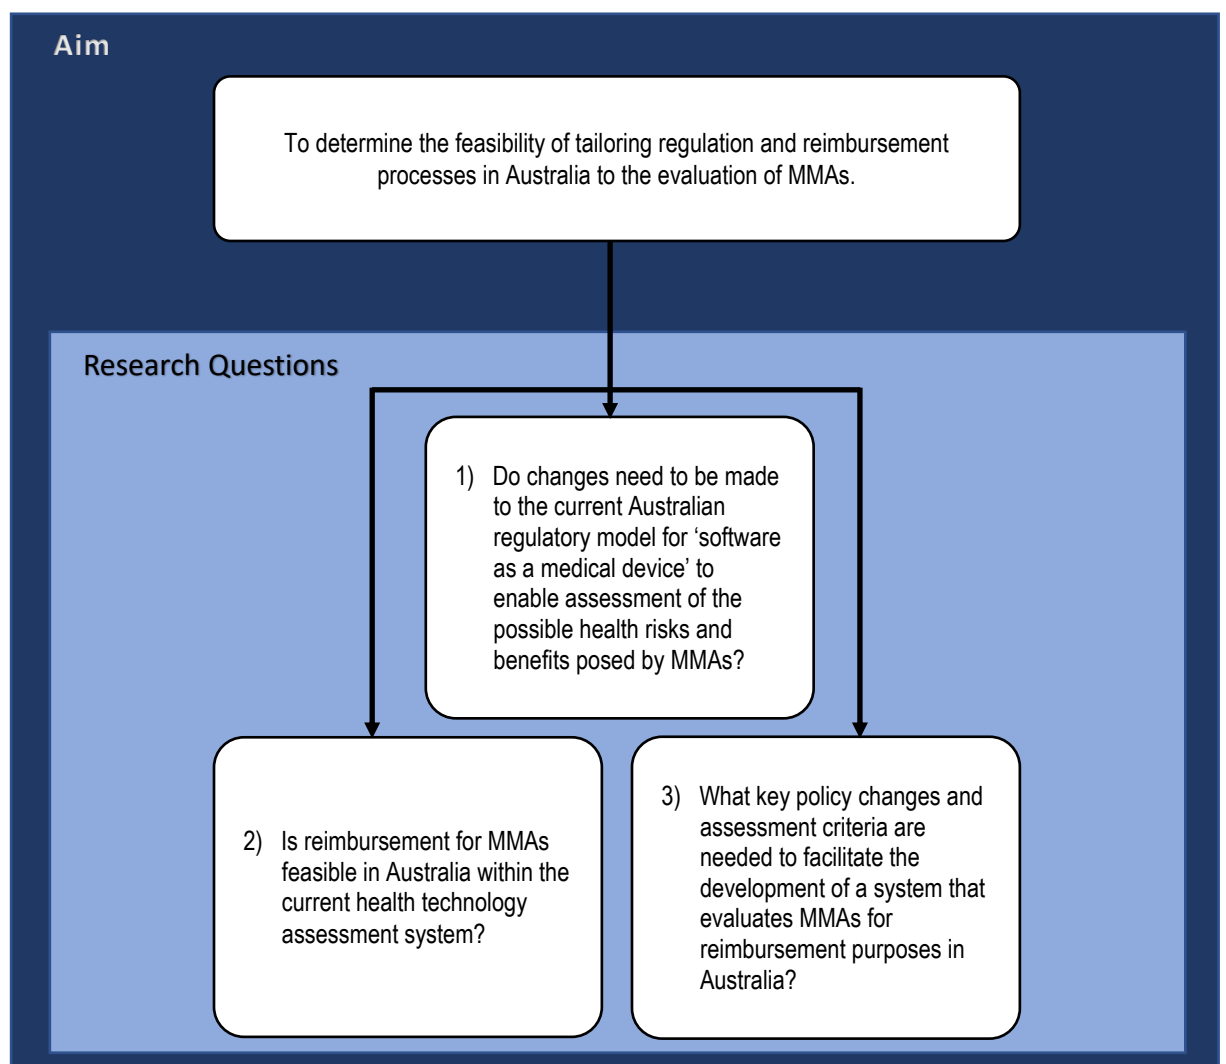 Aim
To determine the feasibility of tailoring regulation and reimbursement
processes in Australia to the evaluation of MMAs.
Research Questions
1) Do changes need to be made
to the current Australian
regulatory model for ‘software
as a medical device’ to
enable assessment of the
possible health risks and
benefits posed by MMAs?
2) Is reimbursement for MMAs
feasible in Australia within the
current health technology
assessment system?
3) What key policy changes and
assessment criteria are
needed to facilitate the
development of a system that
evaluates MMAs for
reimbursement purposes in
Australia?